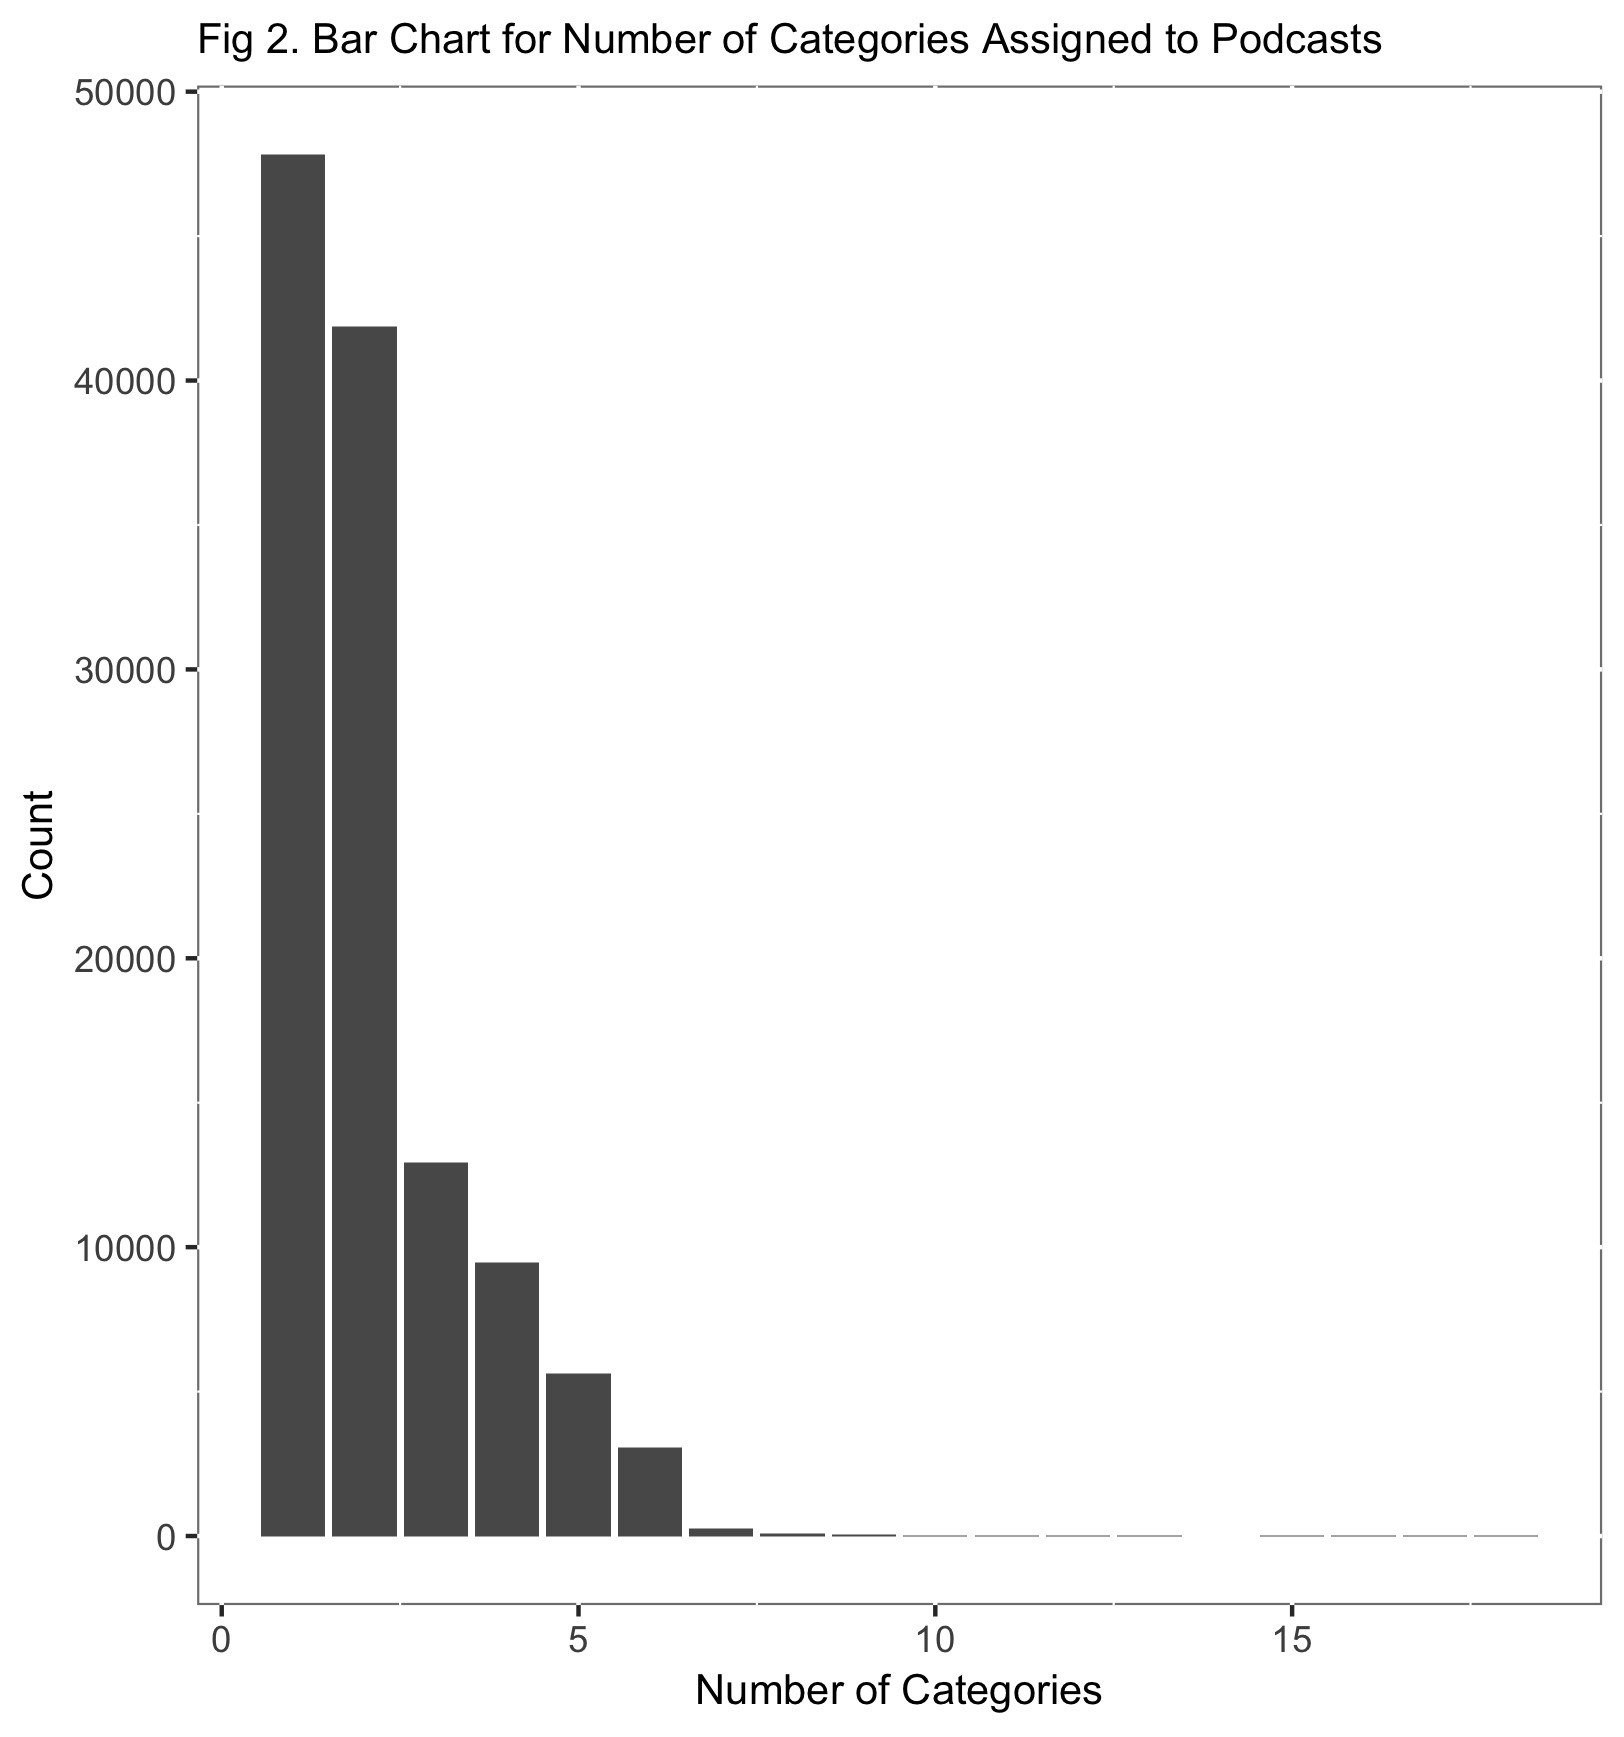 Fig 2. Bar Chart for Number of Categories Assigned to Podcasts
50000
40000
30000
20000
10000
0
Count
0 5 10 15
Number of Categories